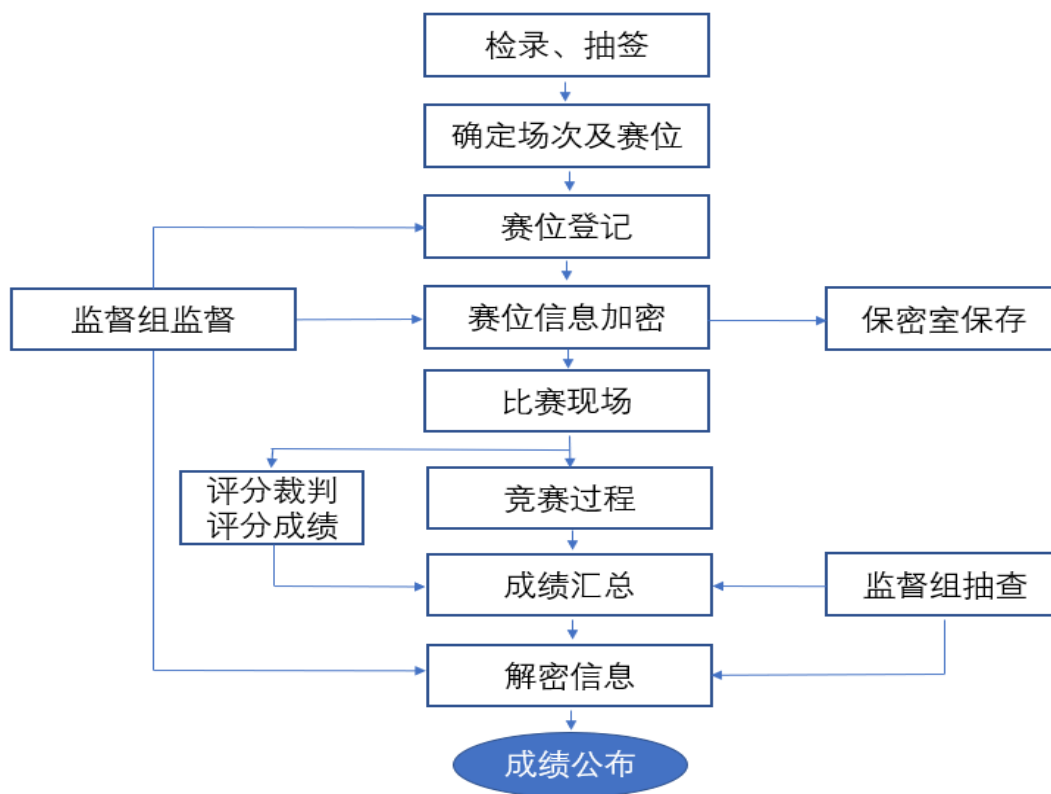 检录、抽签
确定场次及赛位
赛位登记
监督组监督
赛位信息加密
保密室保存
比赛现场
评分裁判
评分成绩
竞赛过程
成绩汇总
监督组抽查
解密信息
成绩公布